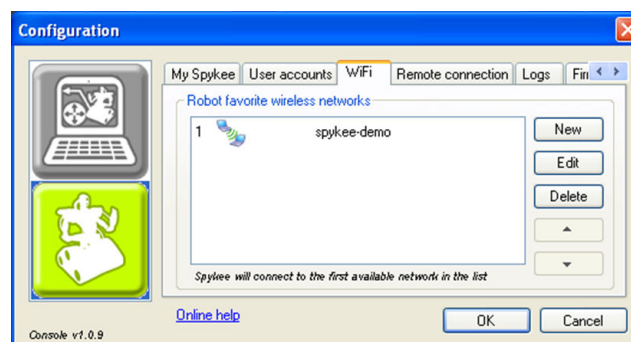 Configuration
My Spykee User accounts WiFi Remote connection Logs
Robot favorite wireless networks
1 spykee-demo
New
Edit
Delete
Spykee will connect to the first available network in the list
Online help
OK Cancel
Console v1.0.9